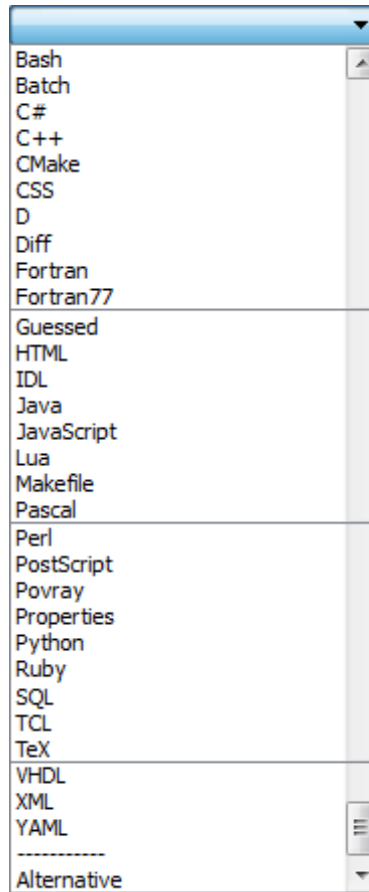 Bash
Batch
C#
C++
CMake
CSS
D
Diff
Fortran
Fortran77
Guessed
HTML
IDL
Java
JavaScript
Lua
Makefile
Pascal
Perl
PostScript
Povray
Properties
Python
Ruby
SQL
TCL
TeX
VHDL
XML
YAML
-----------
Alternative